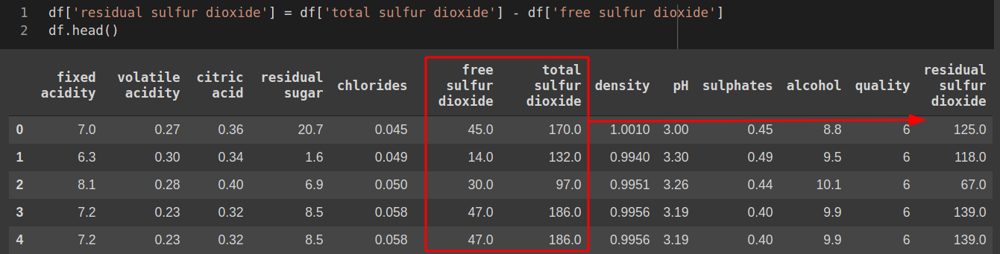 1 df['residual sulfur dioxide'] = df['total sulfur dioxide'] - df['free sulfur dioxide']
2 df.head()
fixed acidity volatile acidity citric acid residual sugar chlorides free sulfur dioxide total sulfur dioxide density pH sulphates alcohol quality residual sulfur dioxide
0 7.0 0.27 0.36 20.7 0.045 45.0 170.0 1.0010 3.00 0.45 8.8 6 125.0
1 6.3 0.30 0.34 1.6 0.049 14.0 132.0 0.9940 3.30 0.49 9.5 6 118.0
2 8.1 0.28 0.40 6.9 0.050 30.0 97.0 0.9951 3.26 0.44 10.1 6 67.0
3 7.2 0.23 0.32 8.5 0.058 47.0 186.0 0.9956 3.19 0.40 9.9 6 139.0
4 7.2 0.23 0.32 8.5 0.058 47.0 186.0 0.9956 3.19 0.40 9.9 6 139.0